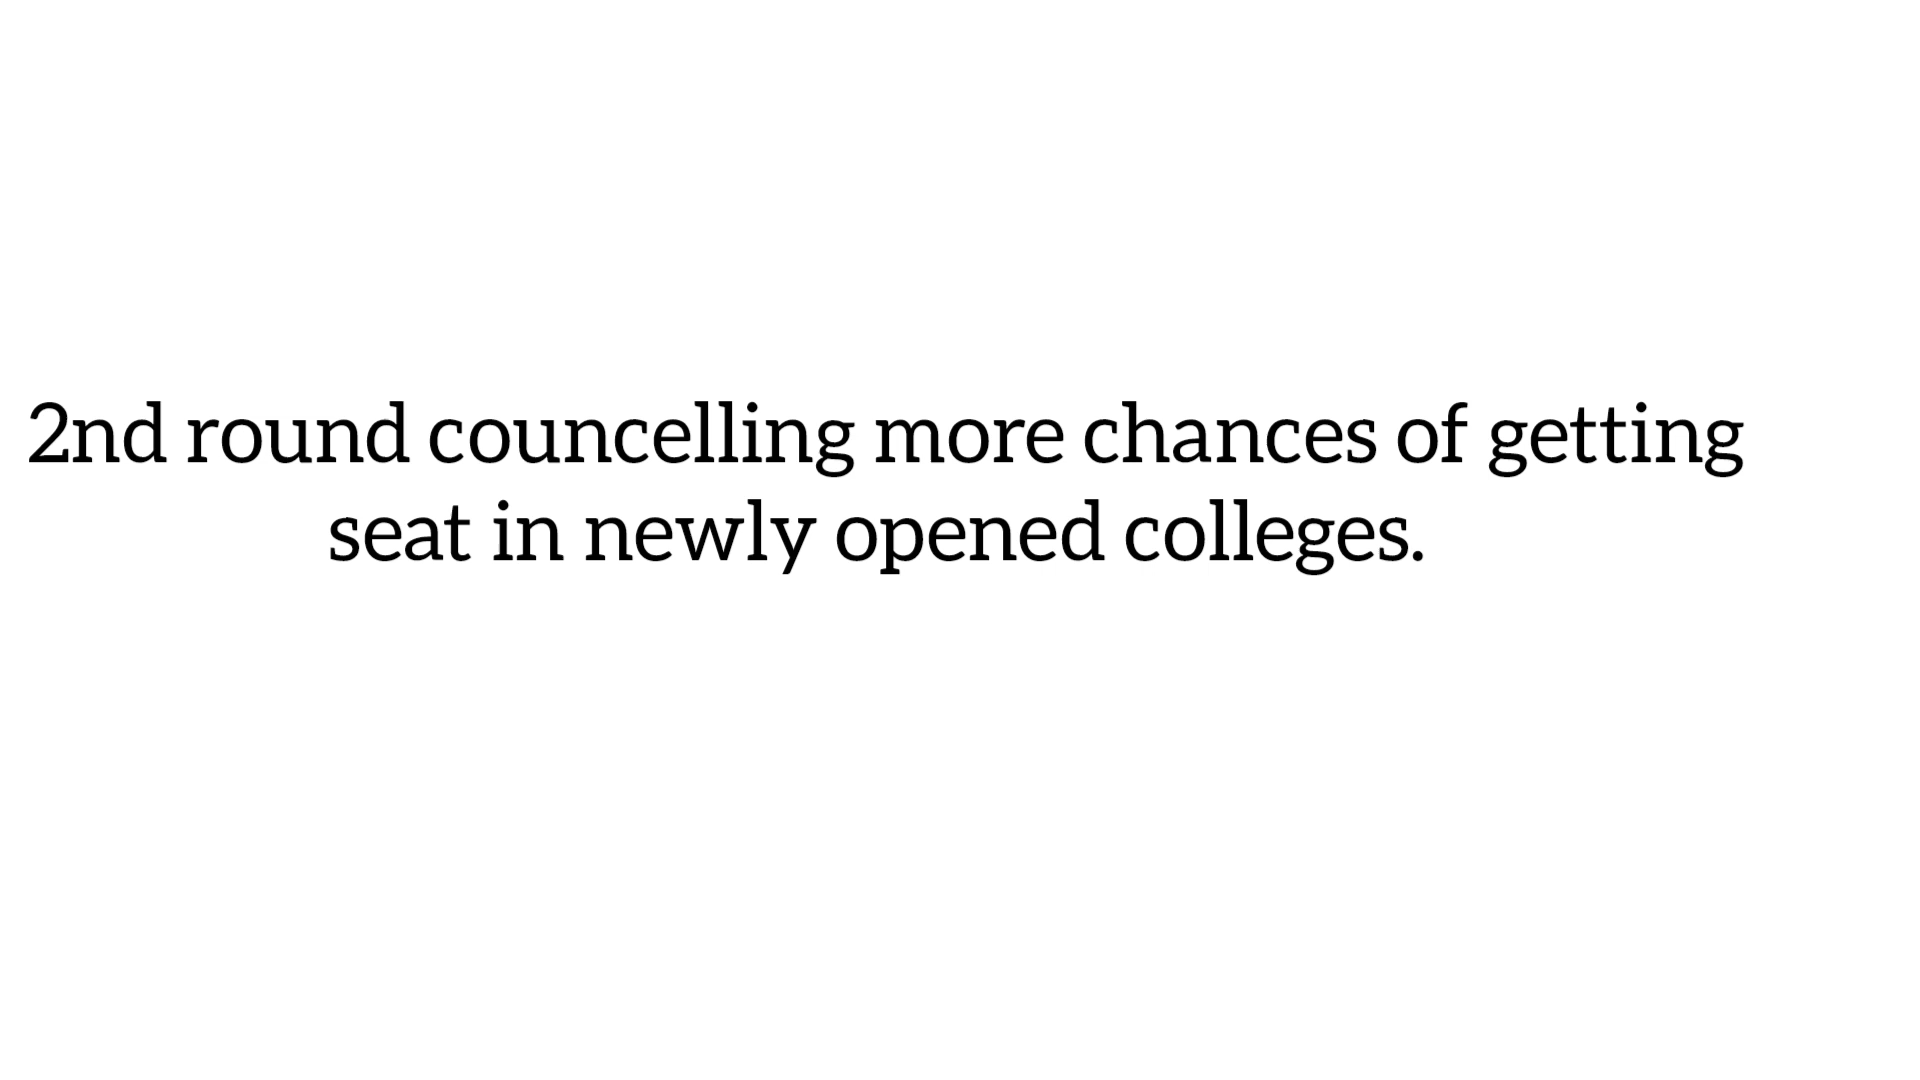 2nd round councelling more chances of getting
seat in newly opened colleges.